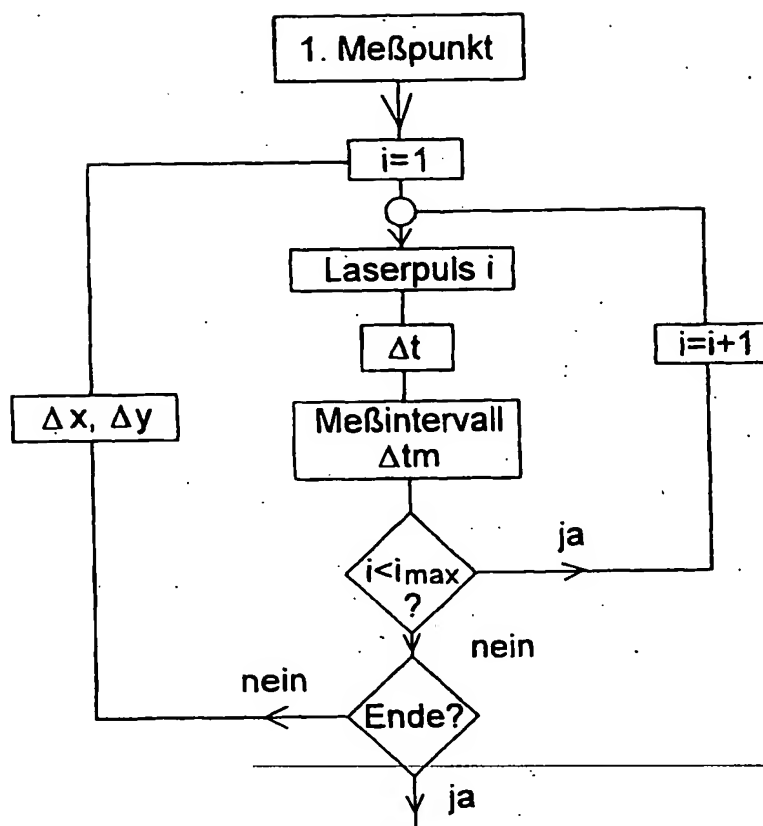 1. Meßpunkt
i=1
Laserpuls i
Δt
i=i+1
Δx, Δy
Meßintervall
Δtm
ja
i<imax
?
nein
nein
Ende?
ja